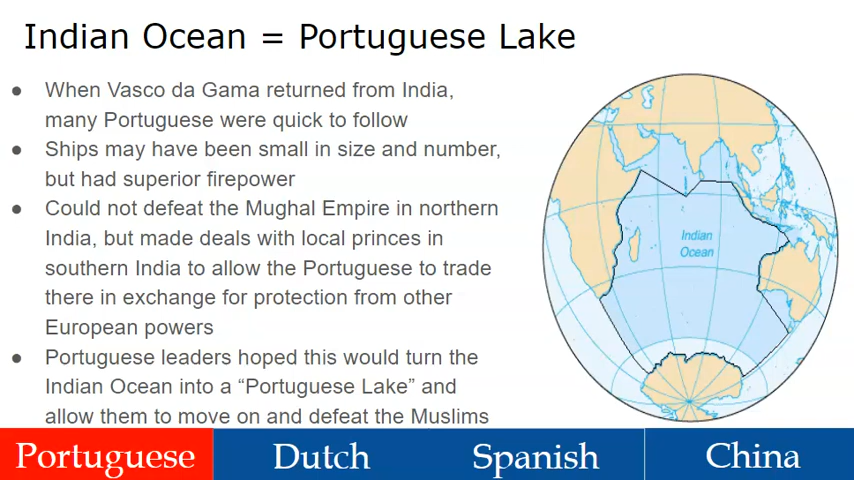 Indian Ocean = Portuguese Lake
● When Vasco da Gama returned from India,
many Portuguese were quick to follow
● Ships may have been small in size and number,
but had superior firepower
● Could not defeat the Mughal Empire in northern
India, but made deals with local princes in
southern India to allow the Portuguese to trade
there in exchange for protection from other
European powers
● Portuguese leaders hoped this would turn the
Indian Ocean into a “Portuguese Lake” and
allow them to move on and defeat the Muslims
Indian
Ocean
Portuguese Dutch Spanish China